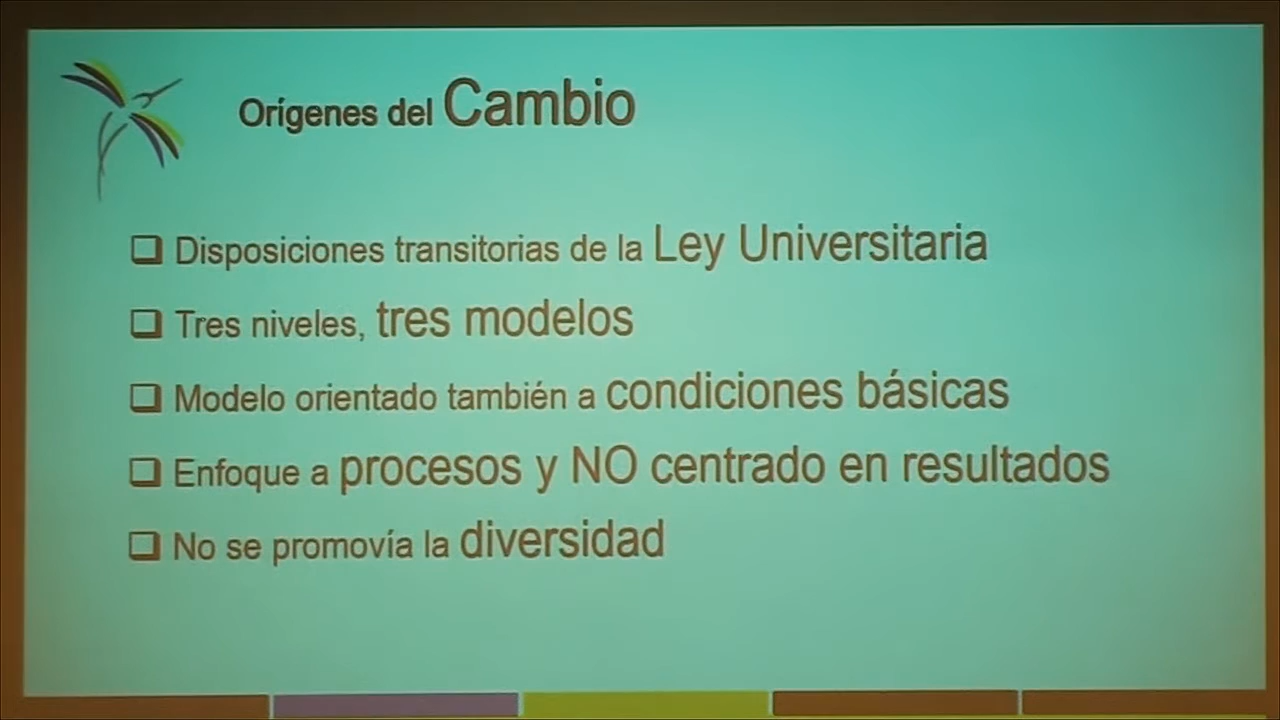 Orígenes del Cambio
Disposiciones transitorias de la Ley Universitaria
Tres niveles, tres modelos
Modelo orientado también a condiciones básicas
Enfoque a procesos y NO centrado en resultados
No se promovía la diversidad